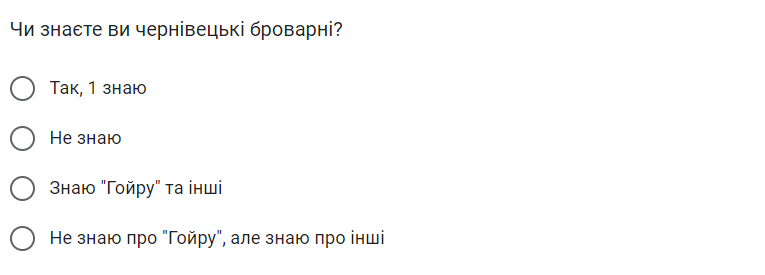 Чи знаєте ви чернівецькі броварні?
Так, 1 знаю
Не знаю
Знаю "Гойру" та інші
Не знаю про "Гойру", але знаю про інші